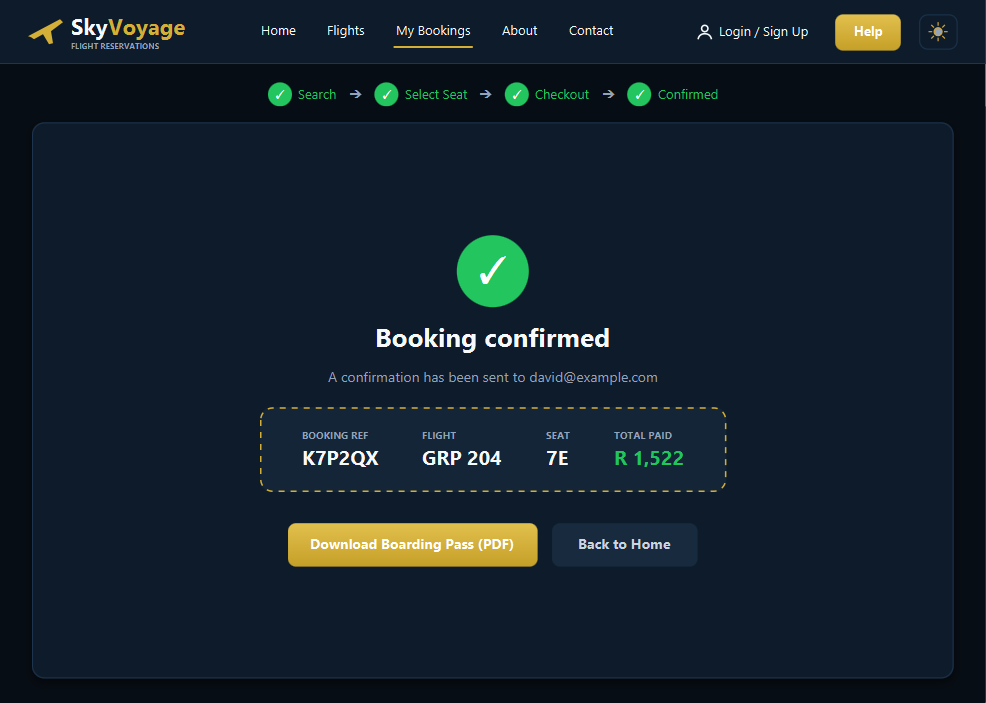 SkyVoyage
FLIGHT RESERVATIONS
Home Flights My Bookings About Contact Login / Sign Up Help
✓ Search → ✓ Select Seat → ✓ Checkout → ✓ Confirmed
✓
Booking confirmed
A confirmation has been sent to david@example.com
BOOKING REF FLIGHT SEAT TOTAL PAID
K7P2QX GRP 204 7E R 1,522
Download Boarding Pass (PDF) Back to Home